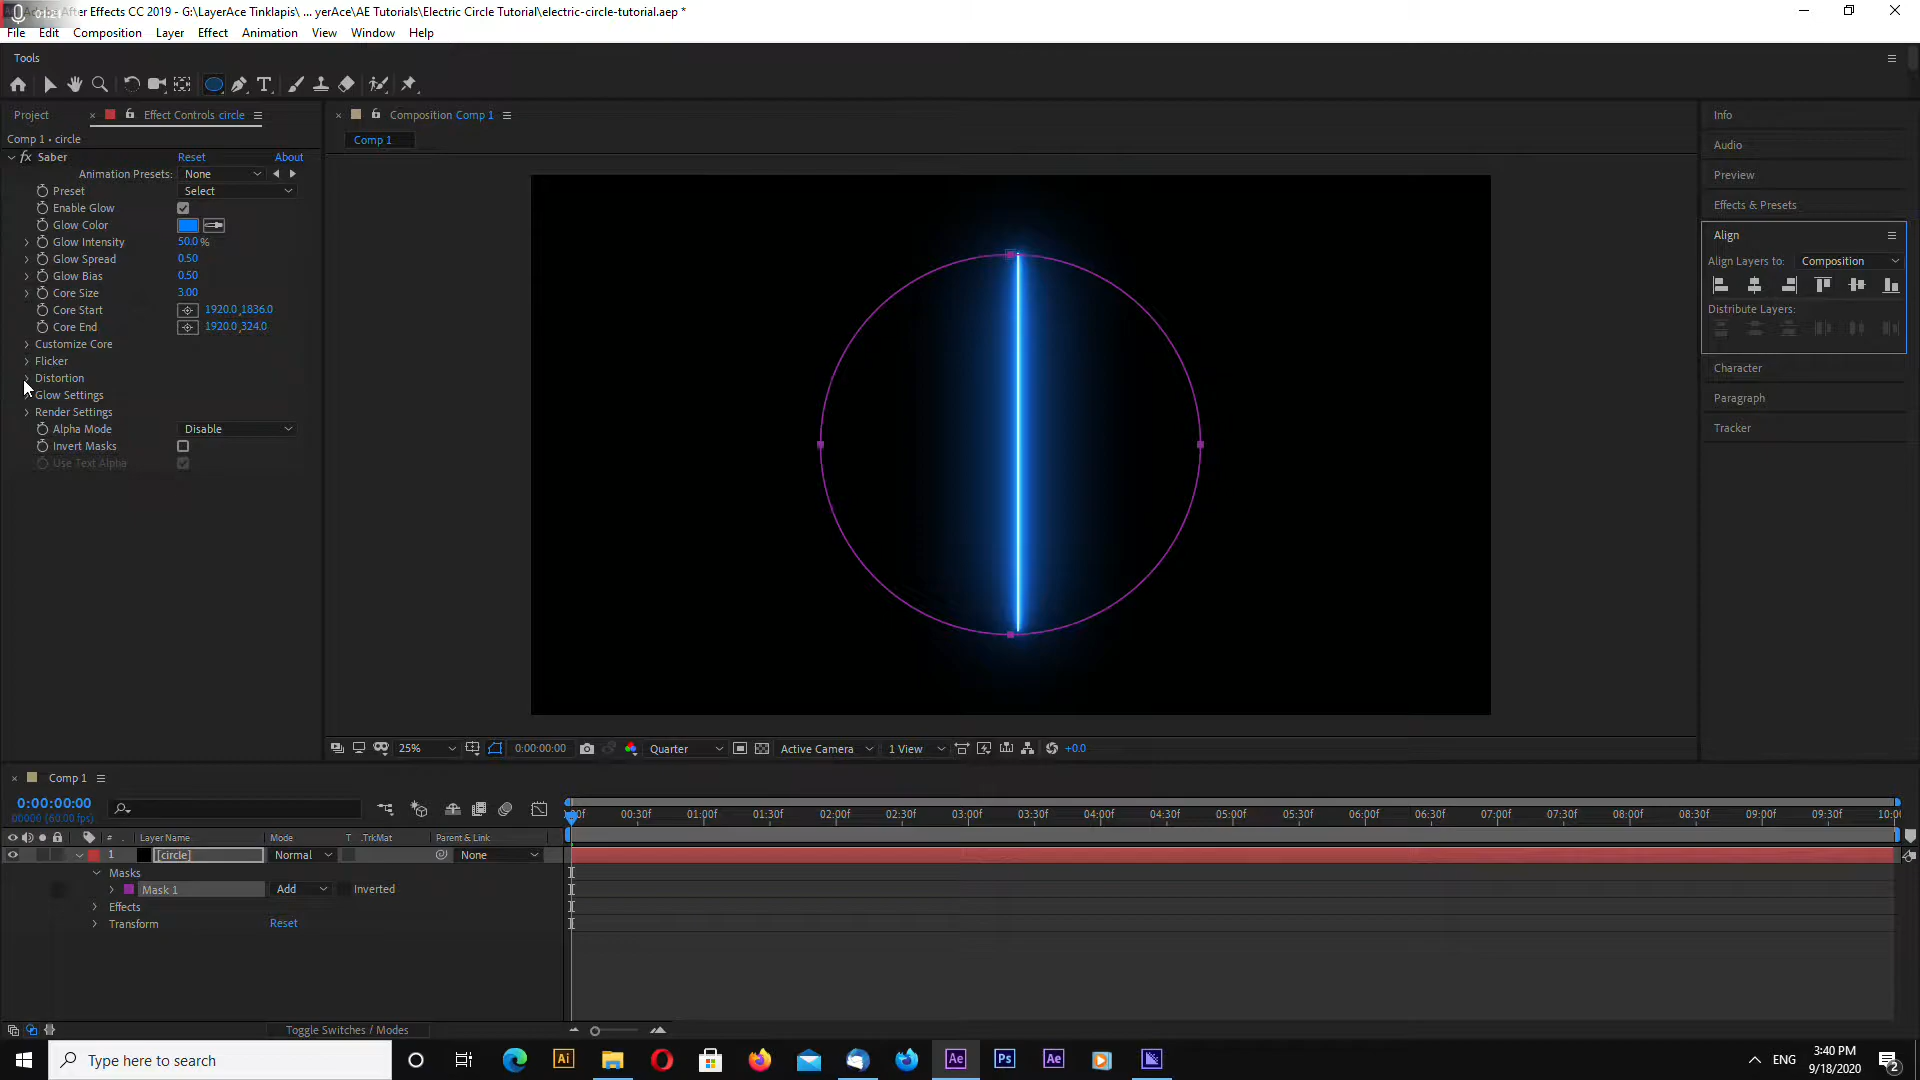 After Effects CC 2019 - G:\LayerAce Tinklapis\ ... yerAce\AE Tutorials\Electric Circle Tutorial\electric-circle-tutorial.aep *
File Edit Composition Layer Effect Animation View Window Help
Tools
Project Effect Controls circle
Composition Comp 1
Comp 1 • circle
Comp 1
fx Saber Reset About
Animation Presets: None
Preset Select
Enable Glow
Glow Color
Glow Intensity 50.0 %
Glow Spread 0.50
Glow Bias 0.50
Core Size 3.00
Core Start 1920.0,1836.0
Core End 1920.0,324.0
Customize Core
Flicker
Distortion
Glow Settings
Render Settings
Alpha Mode Disable
Invert Masks
Use Text Alpha
Info
Audio
Preview
Effects & Presets
Align
Align Layers to: Composition
Distribute Layers:
Character
Paragraph
Tracker
25% 0:00:00:00 Quarter Active Camera 1 View +0.0
Comp 1
0:00:00:00
00000 (60.00 fps)
00:30f 01:00f 01:30f 02:00f 02:30f 03:00f 03:30f 04:00f 04:30f 05:00f 05:30f 06:00f 06:30f 07:00f 07:30f 08:00f 08:30f 09:00f 09:30f
# Layer Name Mode T .TrkMat Parent & Link
1 [circle] Normal None
Masks
Mask 1 Add Inverted
Effects
Transform Reset
Toggle Switches / Modes
Type here to search
Ai Ae Ps Ae
ENG
3:40 PM
9/18/2020
2